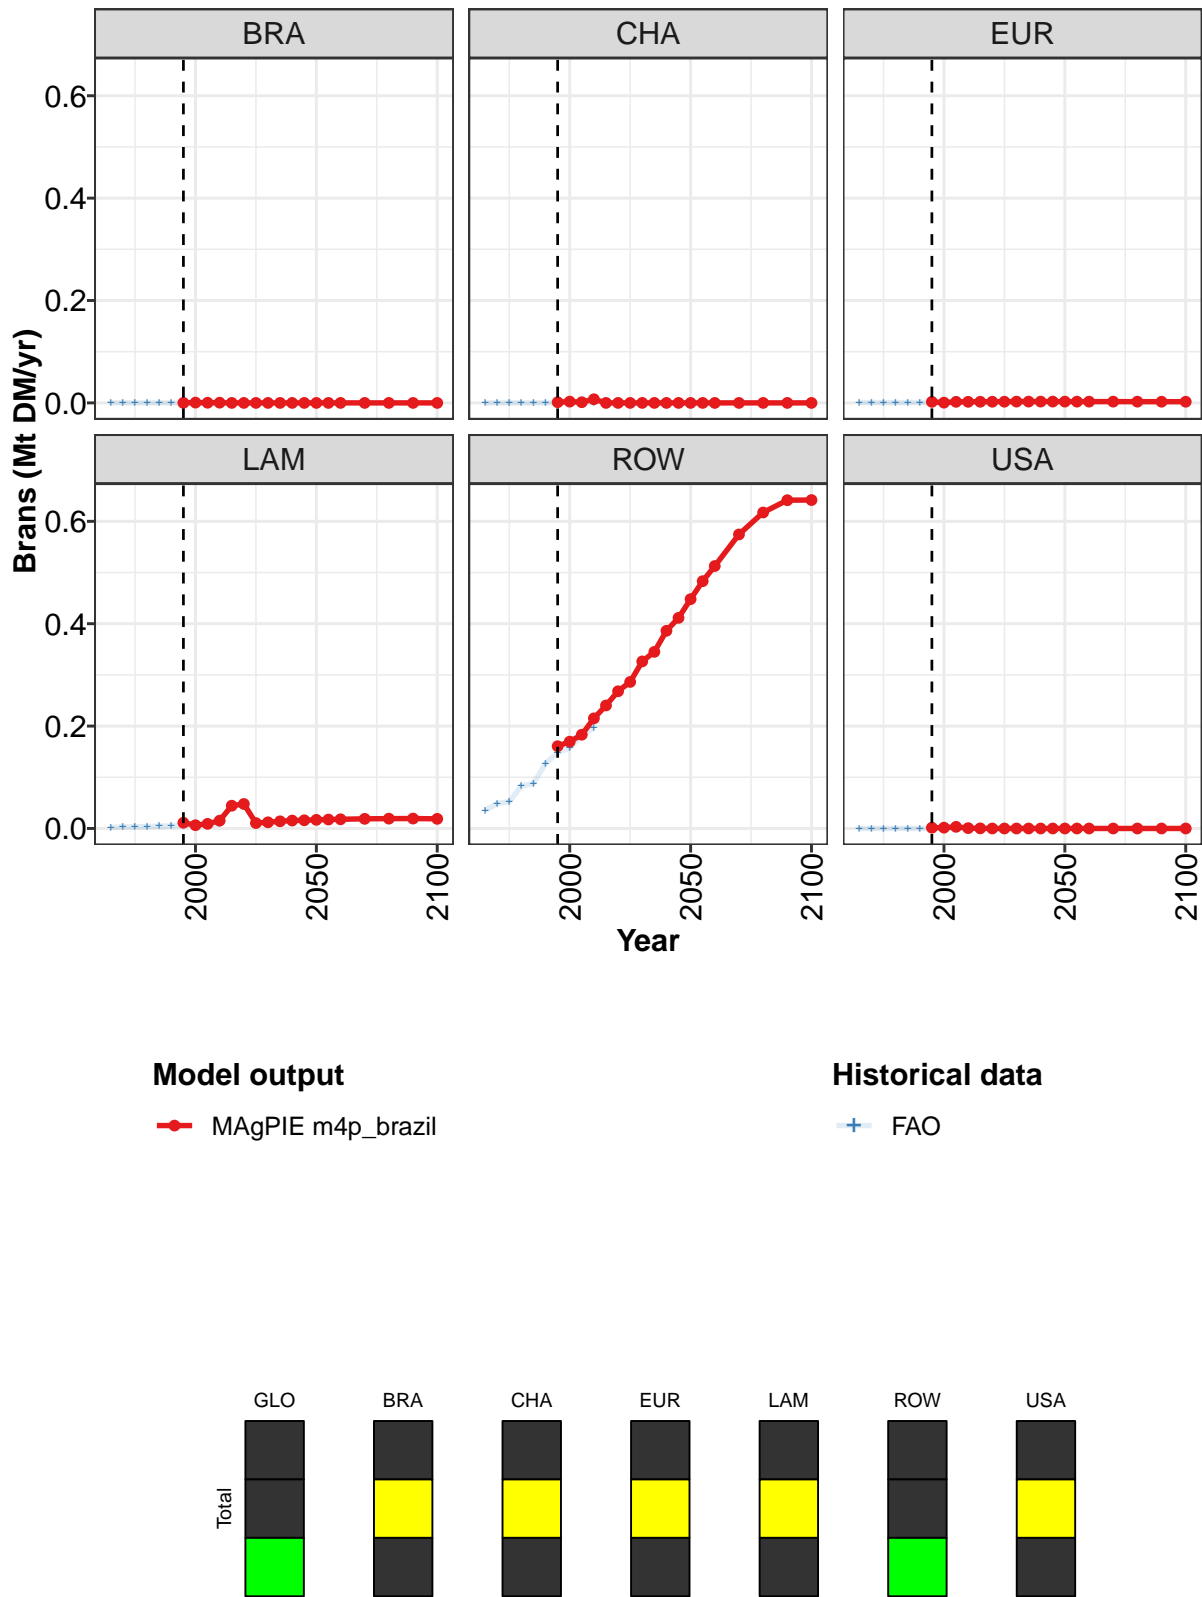 BRA CHA EUR
0.6
0.4
0.2
0.0
LAM ROW USA
0.6
0.4
0.2
0.0
Brans (Mt DM/yr)
2000 2050 2100 2000 2050 2100 2000 2050 2100
Year
Model output
MAgPIE m4p_brazil
Historical data
FAO
GLO BRA CHA EUR LAM ROW USA
Total